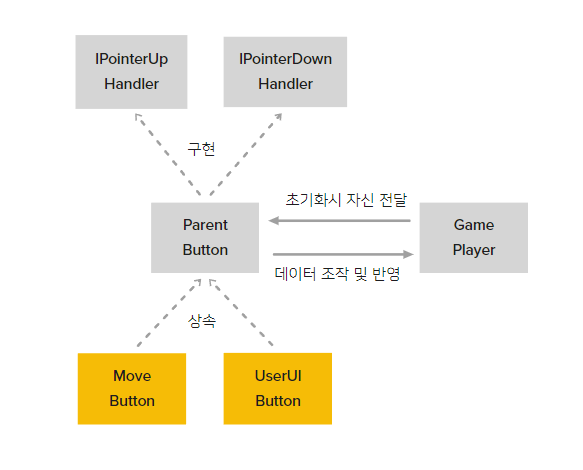 IPointerUp
Handler
IPointerDown
Handler
구현
초기화시 자신 전달
Parent
Button
Game
Player
데이터 조작 및 반영
상속
Move
Button
UserUI
Button